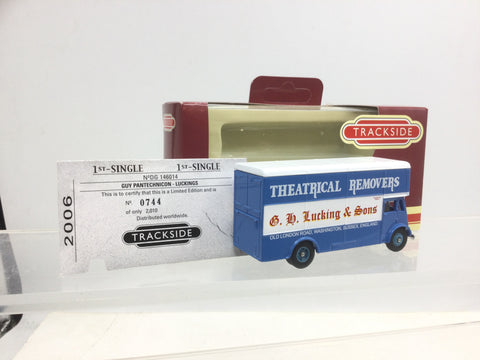 TRACKSIDE
1ST-SINGLE 1ST-SINGLE
NºDG 146014
GUY PANTECHNICON - LUCKINGS
This is to certify that this is a Limited Edition and is
Nº 0744
of only 2,010
Distributed worldwide.
TRACKSIDE
2006
THEATRICAL REMOVERS
G. H. Lucking & Sons
OLD LONDON ROAD, WASHINGTON, SUSSEX, ENGLAND